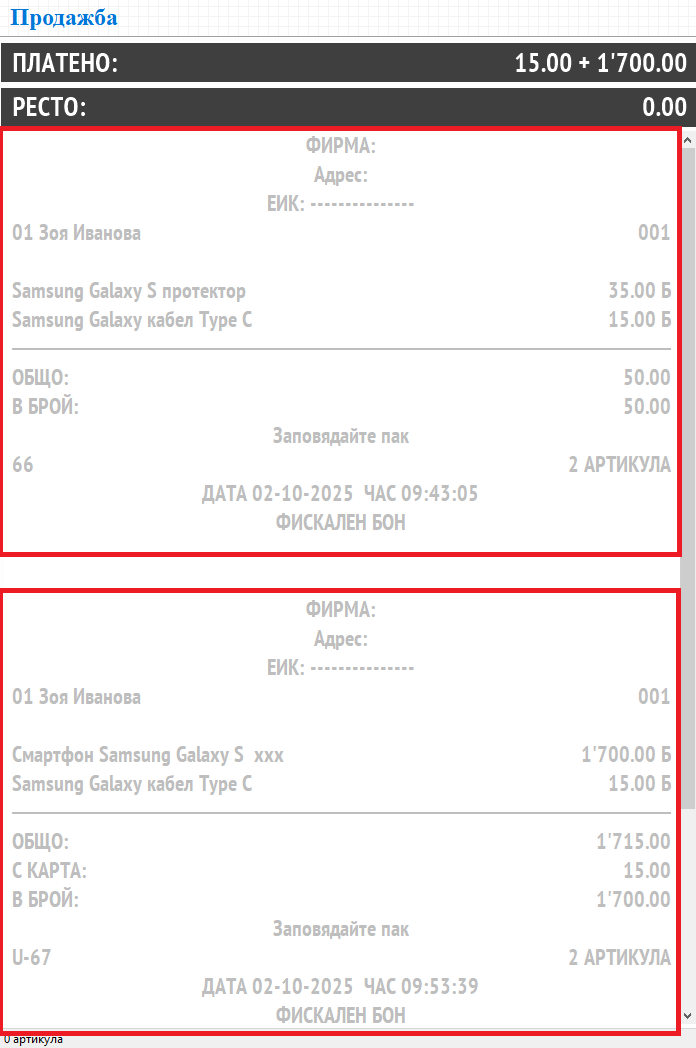 Продажба
ПЛАТЕНО: 15.00 + 1'700.00
РЕСТО: 0.00
ФИРМА:
Адрес:
ЕИК: ---------------
01 Зоя Иванова 001
Samsung Galaxy S протектор 35.00 Б
Samsung Galaxy кабел Type C 15.00 Б
ОБЩО: 50.00
В БРОЙ: 50.00
Заповядайте пак
66 2 АРТИКУЛА
ДАТА 02-10-2025 ЧАС 09:43:05
ФИСКАЛЕН БОН
ФИРМА:
Адрес:
ЕИК: ---------------
01 Зоя Иванова 001
Смартфон Samsung Galaxy S  xxx 1'700.00 Б
Samsung Galaxy кабел Type C 15.00 Б
ОБЩО: 1'715.00
С КАРТА: 15.00
В БРОЙ: 1'700.00
Заповядайте пак
U-67 2 АРТИКУЛА
ДАТА 02-10-2025 ЧАС 09:53:39
ФИСКАЛЕН БОН
0 артикула